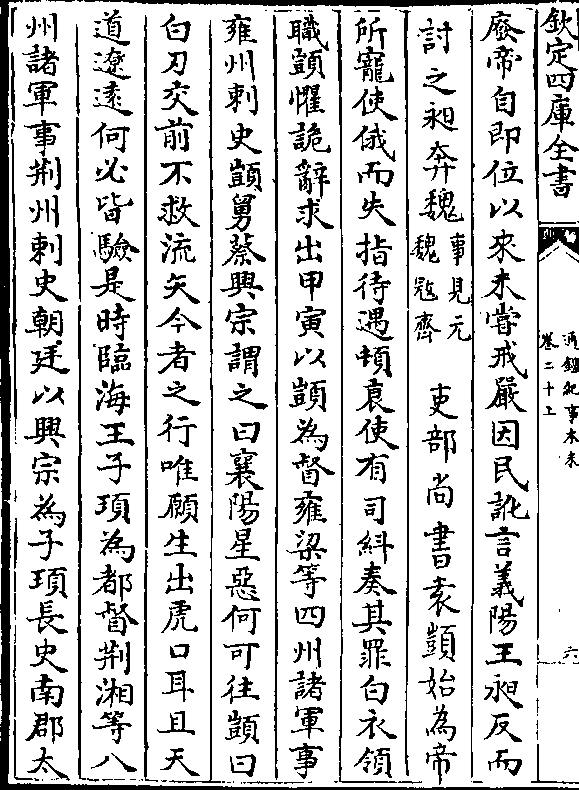 欽定四庫全書
通鑑紀事本末
卷二十上
六
廢帝自即位以來未嘗戒嚴因民訛言義陽王昶反而
討之昶奔魏事見元魏冦齊 吏部尚書袁顗始為帝
所寵使俄而失指待遇頓衰使有司糾奏其罪白衣領
職顗懼詭辭求出甲寅以顗為督雍梁等四州諸軍事
雍州刺史顗舅蔡興宗謂之曰襄陽星惡何可往顗曰
白刃交前不救流矢今者之行唯願生出虎口耳且天
道遼遠何必皆驗是時臨海王子頊為都督荆湘等八
州諸軍事荆州刺史朝廷以興宗為子頊長史南郡太